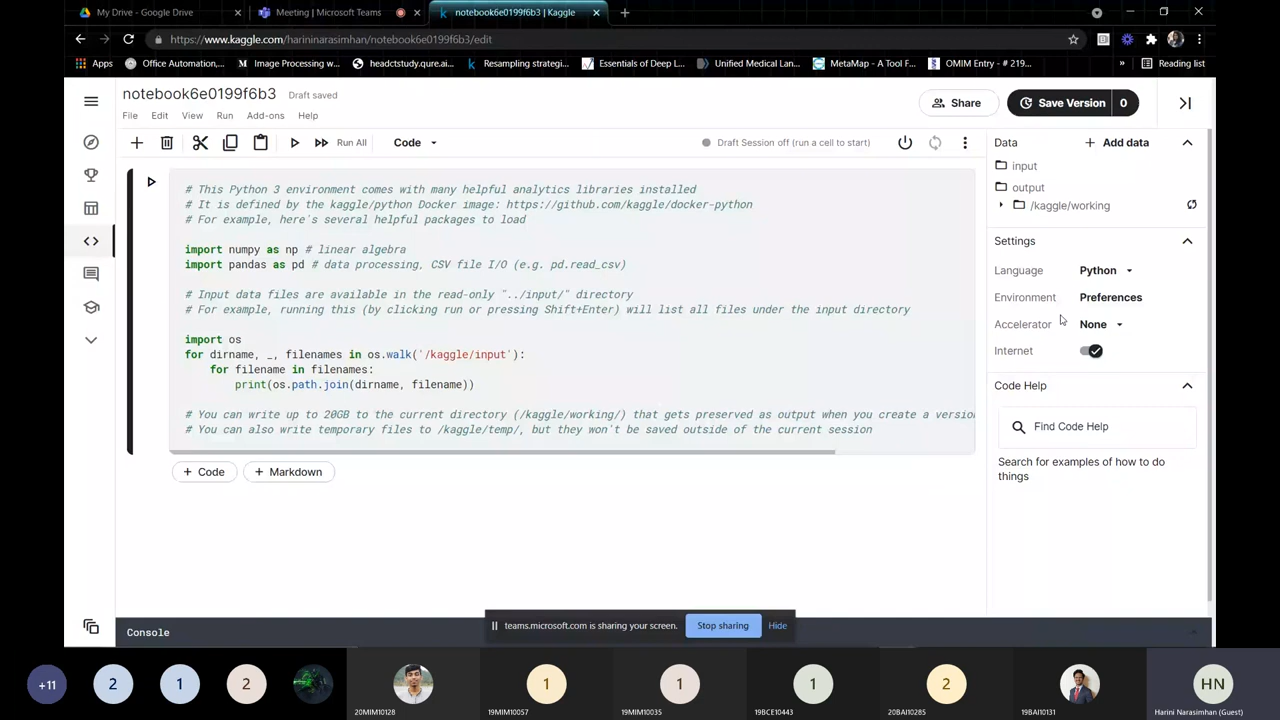 My Drive - Google Drive
Meeting | Microsoft Teams
notebook6e0199f6b3 | Kaggle
https://www.kaggle.com/harininarasimhan/notebook6e0199f6b3/edit
Apps
Office Automation,...
Image Processing w...
headctstudy.qure.ai...
Resampling strategi...
Essentials of Deep L...
Unified Medical Lan...
MetaMap - A Tool F...
OMIM Entry - # 219...
»
Reading list
notebook6e0199f6b3
Draft saved
Share
Save Version
0
File
Edit
View
Run
Add-ons
Help
Run All
Code
Draft Session off (run a cell to start)
Data
Add data
input
output
/kaggle/working
Settings
Language
Python
Environment
Preferences
Accelerator
None
Internet
Code Help
Find Code Help
Search for examples of how to do
things
# This Python 3 environment comes with many helpful analytics libraries installed
# It is defined by the kaggle/python Docker image: https://github.com/kaggle/docker-python
# For example, here's several helpful packages to load
import numpy as np # linear algebra
import pandas as pd # data processing, CSV file I/O (e.g. pd.read_csv)
# Input data files are available in the read-only "../input/" directory
# For example, running this (by clicking run or pressing Shift+Enter) will list all files under the input directory
import os
for dirname, _, filenames in os.walk('/kaggle/input'):
for filename in filenames:
print(os.path.join(dirname, filename))
# You can write up to 20GB to the current directory (/kaggle/working/) that gets preserved as output when you create a version
# You can also write temporary files to /kaggle/temp/, but they won't be saved outside of the current session
+ Code
+ Markdown
Console
teams.microsoft.com is sharing your screen.
Stop sharing
Hide
+11
2
1
2
20MIM10128
1
19MIM10057
1
19MIM10035
1
19BCE10443
2
20BAI10285
19BAI10131
HN
Harini Narasimhan (Guest)